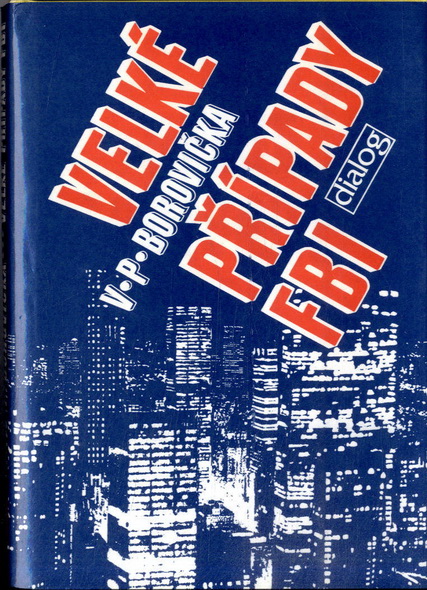 VELKÉ
V·P·BOROVIČKA
PŘÍPADY
FBI
dialog